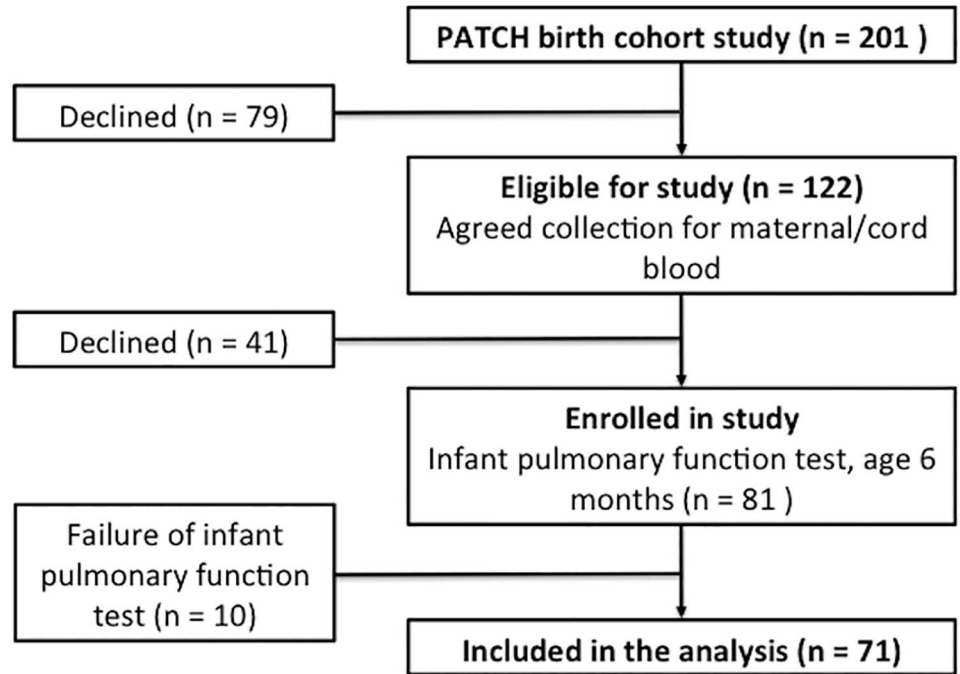 PATCH birth cohort study (n = 201 )
Declined (n = 79)
Eligible for study (n = 122)
Agreed collection for maternal/cord
blood
Declined (n = 41)
Enrolled in study
Infant pulmonary function test, age 6
months (n = 81 )
Failure of infant
pulmonary function
test (n = 10)
Included in the analysis (n = 71)